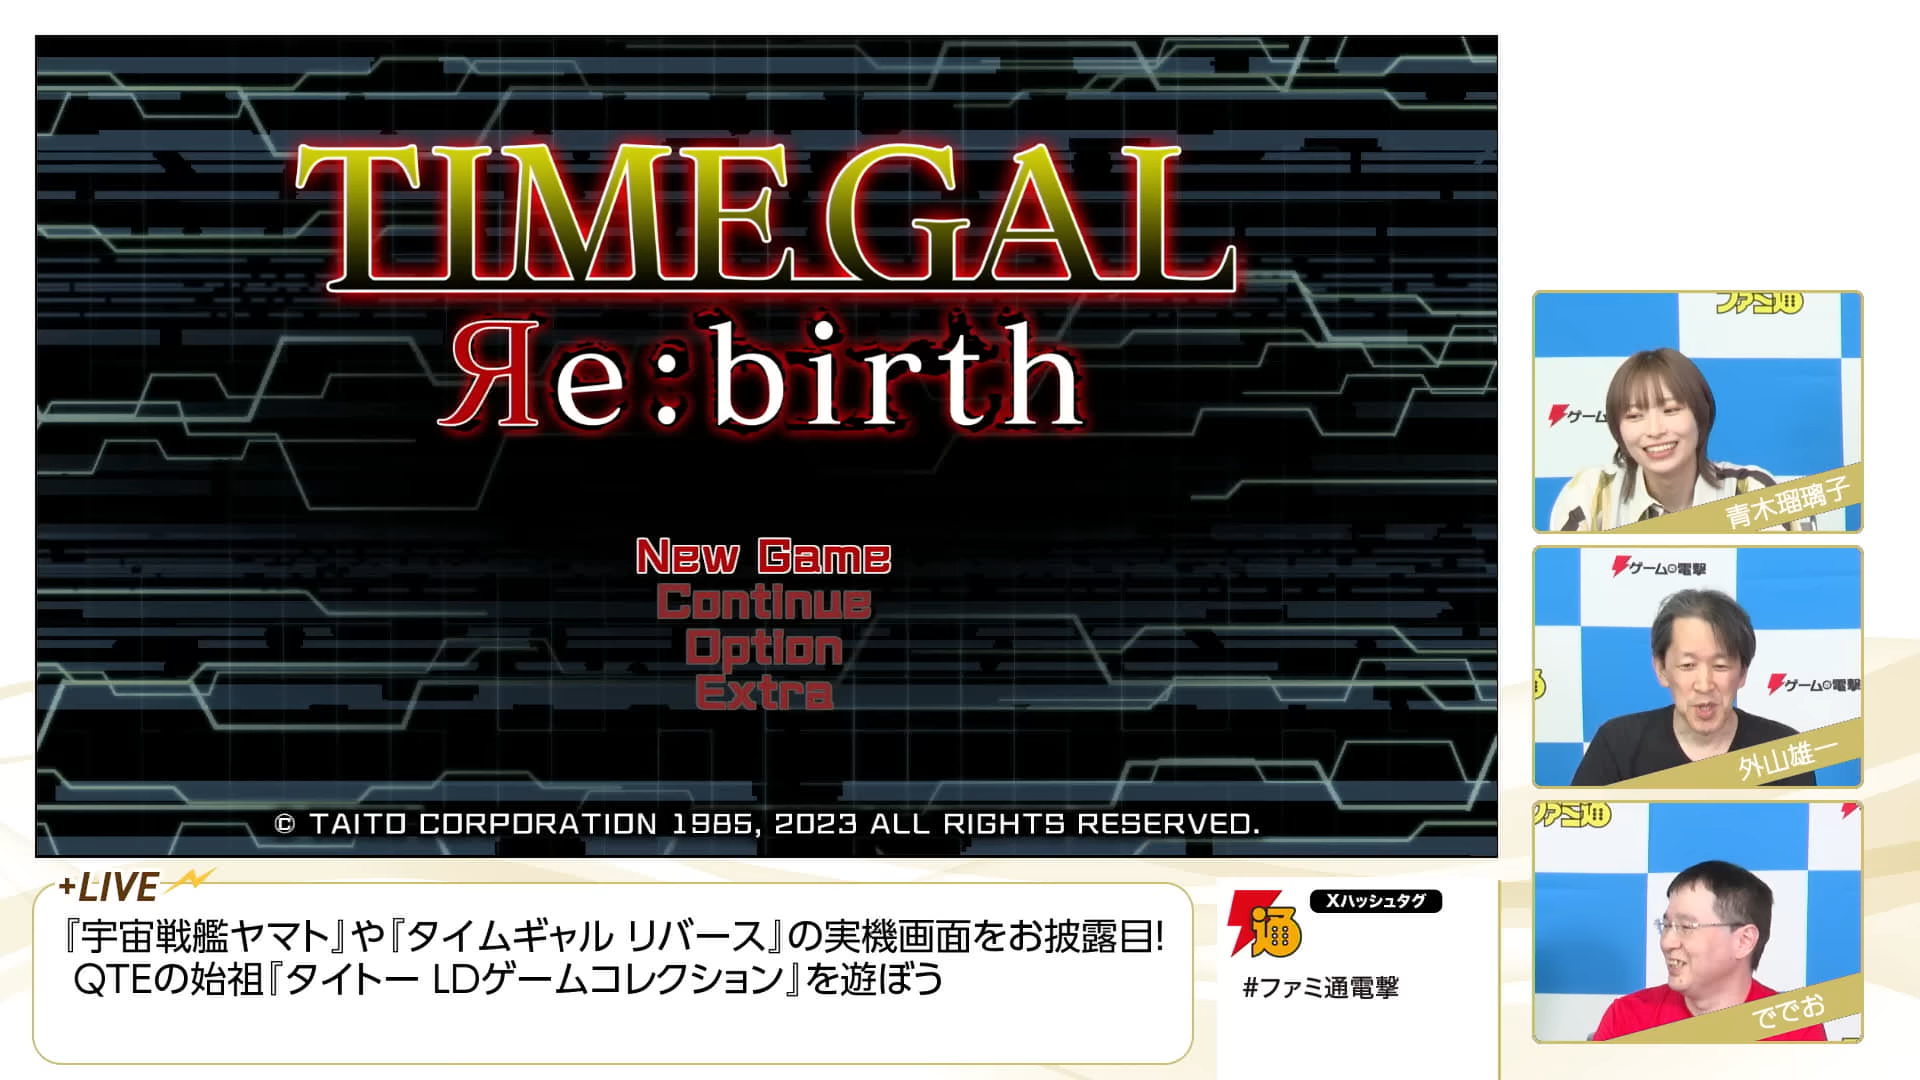 TIME GAL
Re:birth
New Game
Continue
Option
Extra
© TAITO CORPORATION 1985, 2023 ALL RIGHTS RESERVED.
+LIVE
『宇宙戦艦ヤマト』や『タイムギャル リバース』の実機画面をお披露目!
QTEの始祖『タイトー LDゲームコレクション』を遊ぼう
通
Xハッシュタグ
#ファミ通電撃
ファミ通
ゲーム
青木瑠璃子
ゲームの電撃
ゲームの電撃
外山雄一
ファミ通
ででお